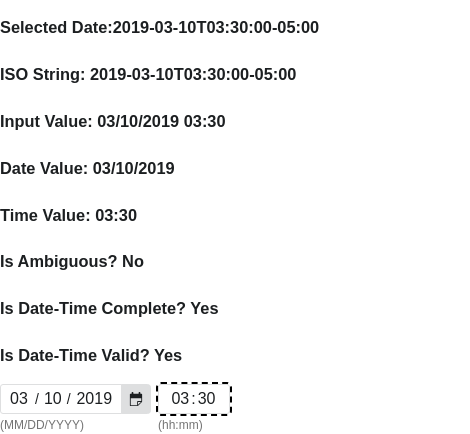 Selected Date:2019-03-10T03:30:00-05:00
ISO String: 2019-03-10T03:30:00-05:00
Input Value: 03/10/2019 03:30
Date Value: 03/10/2019
Time Value: 03:30
Is Ambiguous? No
Is Date-Time Complete? Yes
Is Date-Time Valid? Yes
03 / 10 / 2019 03:30
(MM/DD/YYYY) (hh:mm)